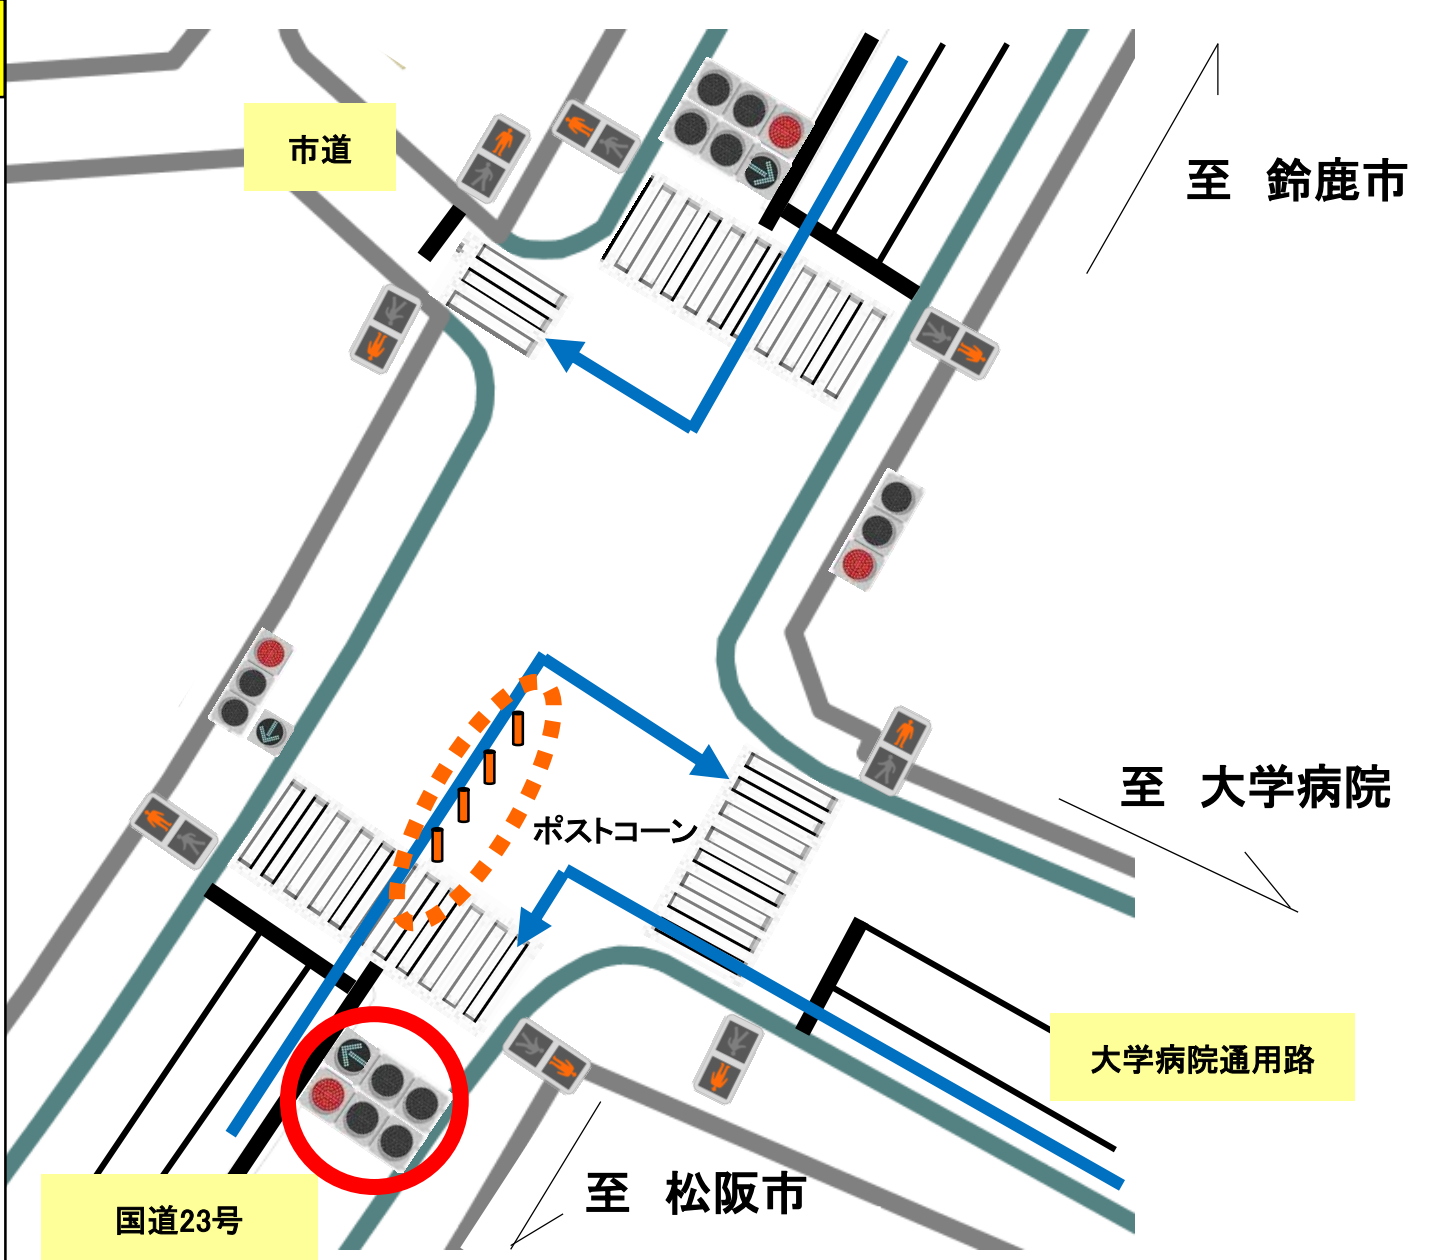 市道
至 鈴鹿市
至 大学病院
ポストコーン
大学病院通用路
至 松阪市
国道23号